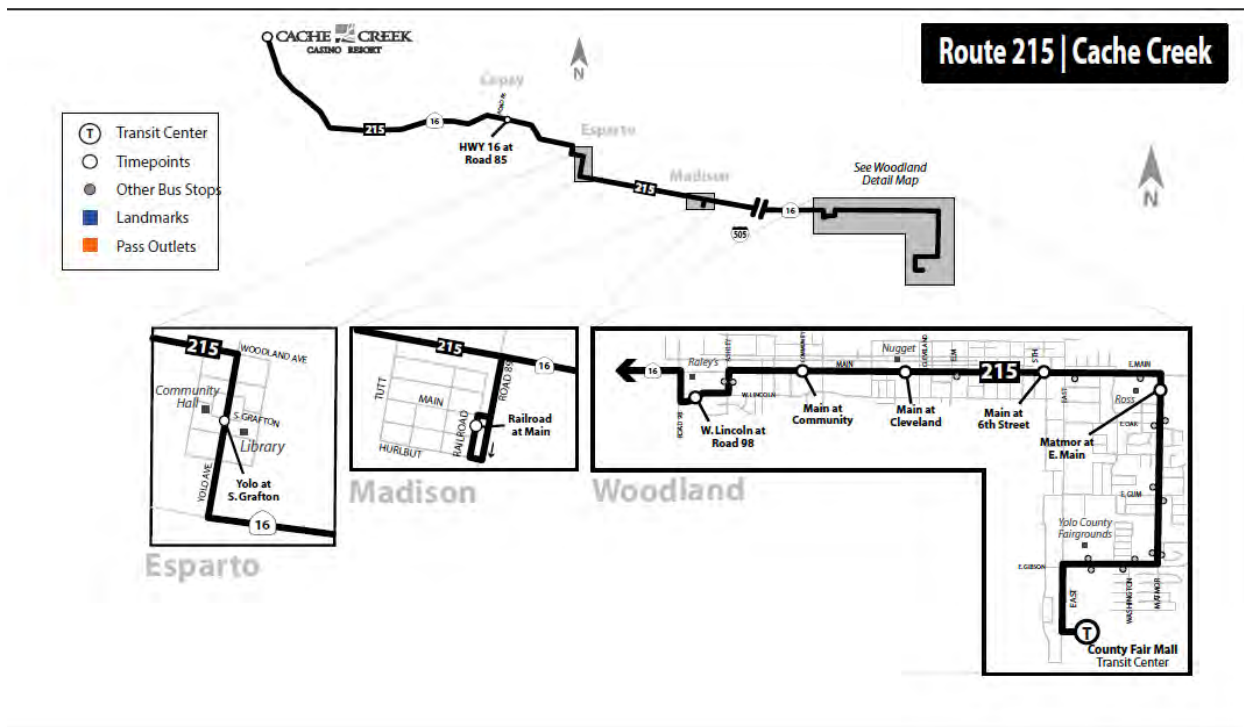 Route 215 | Cache Creek
CACHE CREEK
CASINO RESORT
N
Capay
ROAD 85
215
16
HWY 16 at
Road 85
Esparto
T Transit Center
Timepoints
Other Bus Stops
Landmarks
Pass Outlets
Madison
215
See Woodland
Detail Map
N
16
505
215
WOODLAND AVE
Community
Hall
S. GRAFTON
Library
YOLO AVE
Yolo at
S. Grafton
16
Esparto
215
16
ROAD 89
TUTT
MAIN
RAILROAD
Railroad
at Main
HURLBUT
Madison
16
Raley's
ASHLEY
COMMUNITY
MAIN
Nugget
CLEVELAND
ELM
215
5TH
E. MAIN
W. LINCOLN
ROAD 98
W. Lincoln at
Road 98
Main at
Community
Main at
Cleveland
Main at
6th Street
EAST
Ross
Matmor at
E. Main
E. OAK
E. GUM
Yolo County
Fairgrounds
E. GIBSON
EAST
WASHINGTON
MATMOR
T
County Fair Mall
Transit Center
Woodland